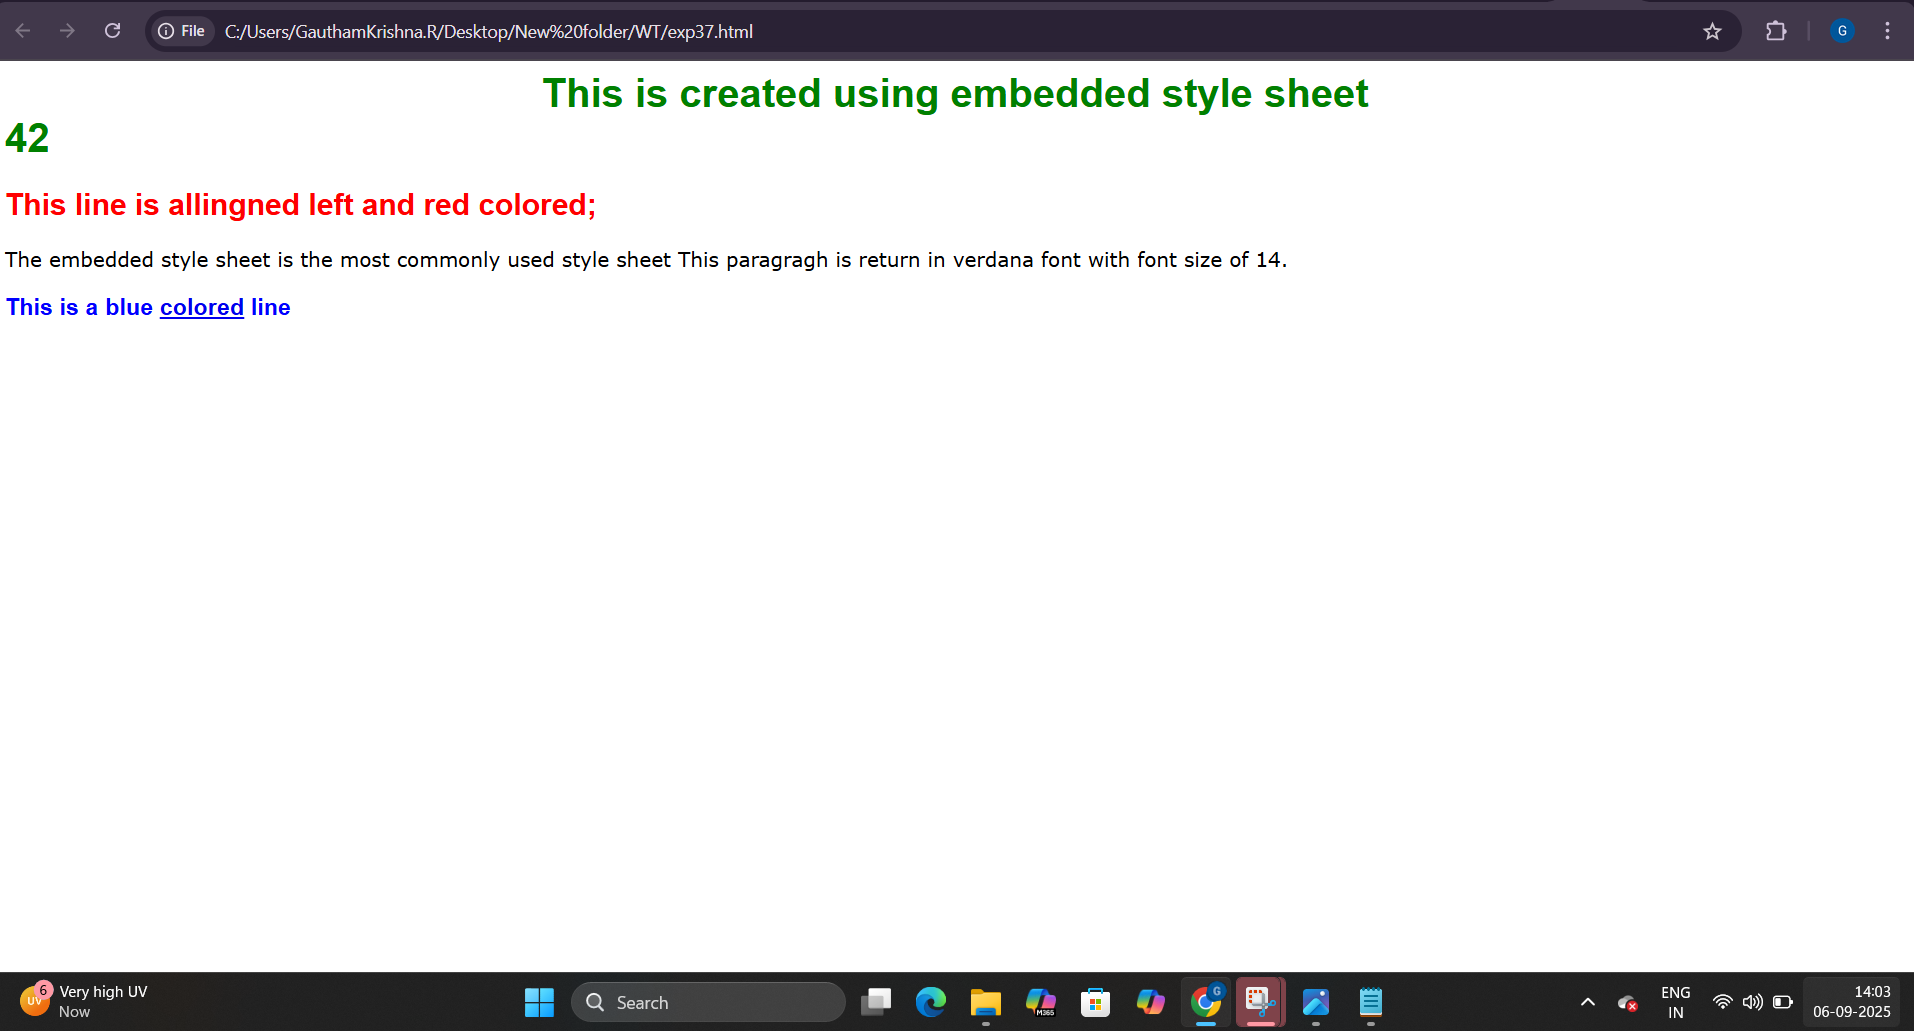 File C:/Users/GauthamKrishna.R/Desktop/New%20folder/WT/exp37.html
G
This is created using embedded style sheet
42
This line is allingned left and red colored;
The embedded style sheet is the most commonly used style sheet This paragragh is return in verdana font with font size of 14.
This is a blue colored line
UV 6 Very high UV
Now
Search
M365
G
ENG
IN
14:03
06-09-2025